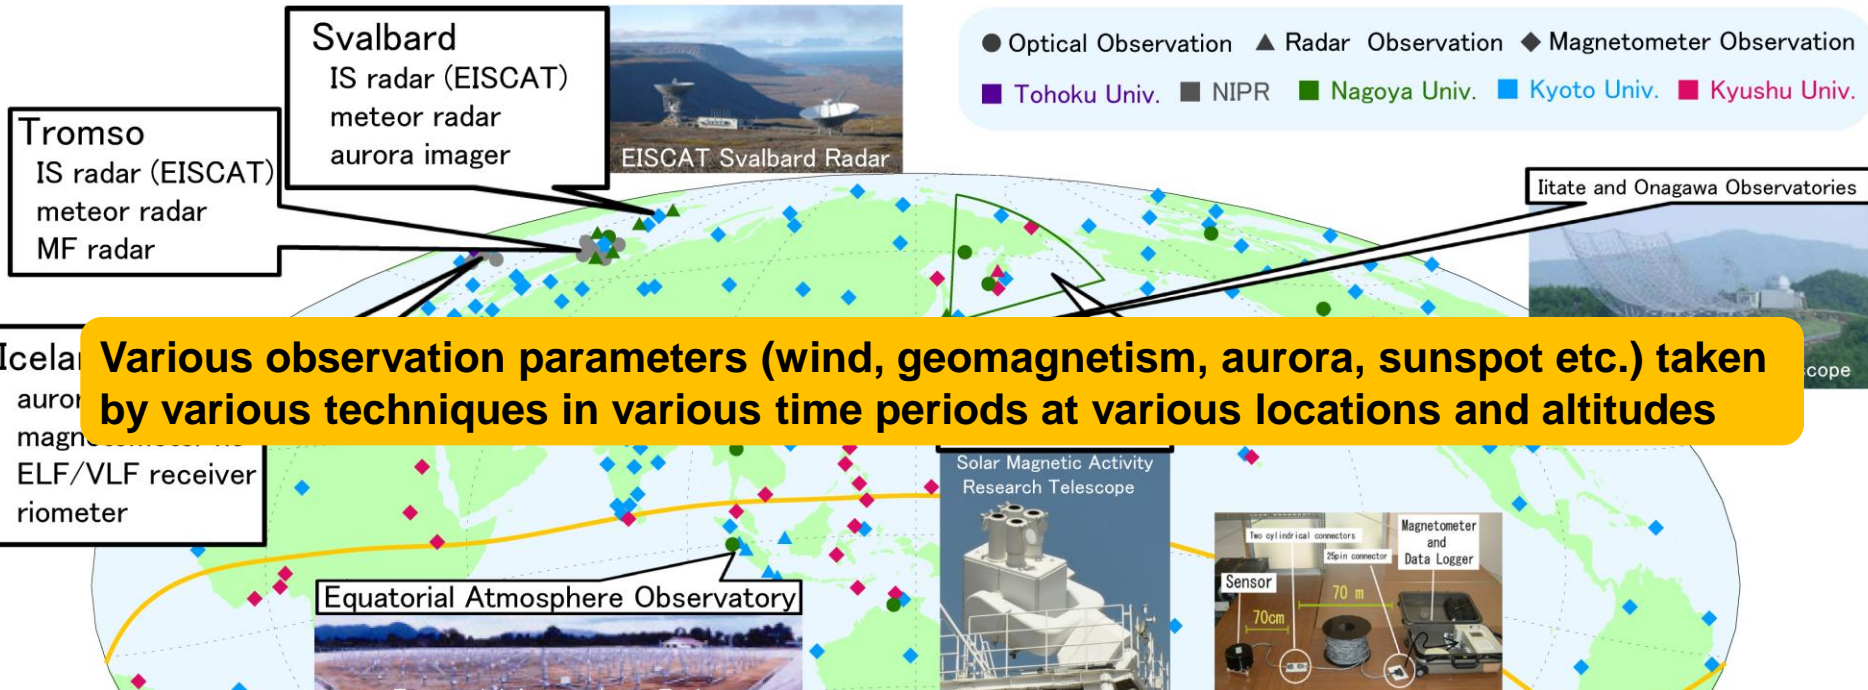 Svalbard
IS radar (EISCAT)
meteor radar
aurora imager
EISCAT Svalbard Radar
Optical Observation Radar Observation Magnetometer Observation
Tohoku Univ. NIPR Nagoya Univ. Kyoto Univ. Kyushu Univ.
Tromso
IS radar (EISCAT)
meteor radar
MF radar
Iitate and Onagawa Observatories
Various observation parameters (wind, geomagnetism, aurora, sunspot etc.) taken
by various techniques in various time periods at various locations and altitudes
ELF/VLF receiver
riometer
Solar Magnetic Activity
Research Telescope
Equatorial Atmosphere Observatory
Magnetometer
and
Data Logger
Two cylindrical connectors
25pin connector
Sensor
70 m
70cm